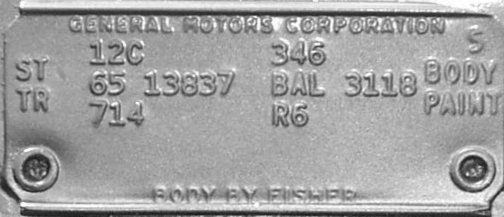 GENERAL MOTORS CORPORATION
12C 346 S
ST 65 13837 BAL 3118 BODY
TR 714 R6 PAINT
BODY BY FISHER